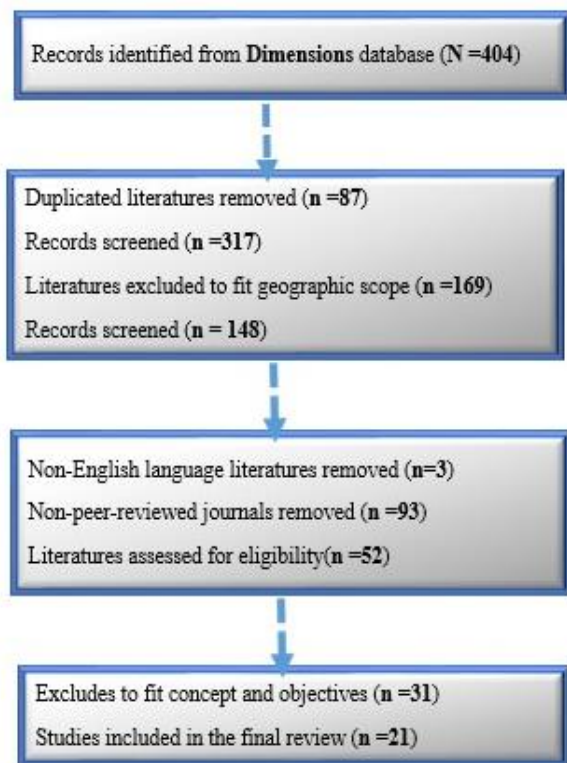 Records identified from Dimensions database (N =404)
Duplicated literatures removed (n =87)
Records screened (n =317)
Literatures excluded to fit geographic scope (n =169)
Records screened (n = 148)
Non-English language literatures removed (n=3)
Non-peer-reviewed journals removed (n =93)
Literatures assessed for eligibility(n =52)
Excludes to fit concept and objectives (n =31)
Studies included in the final review (n =21)